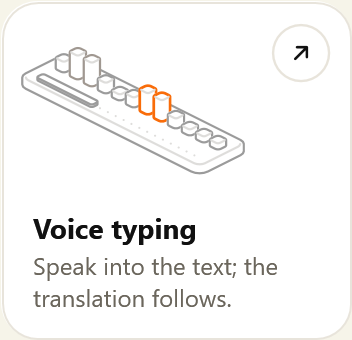 Voice typing
Speak into the text; the
translation follows.